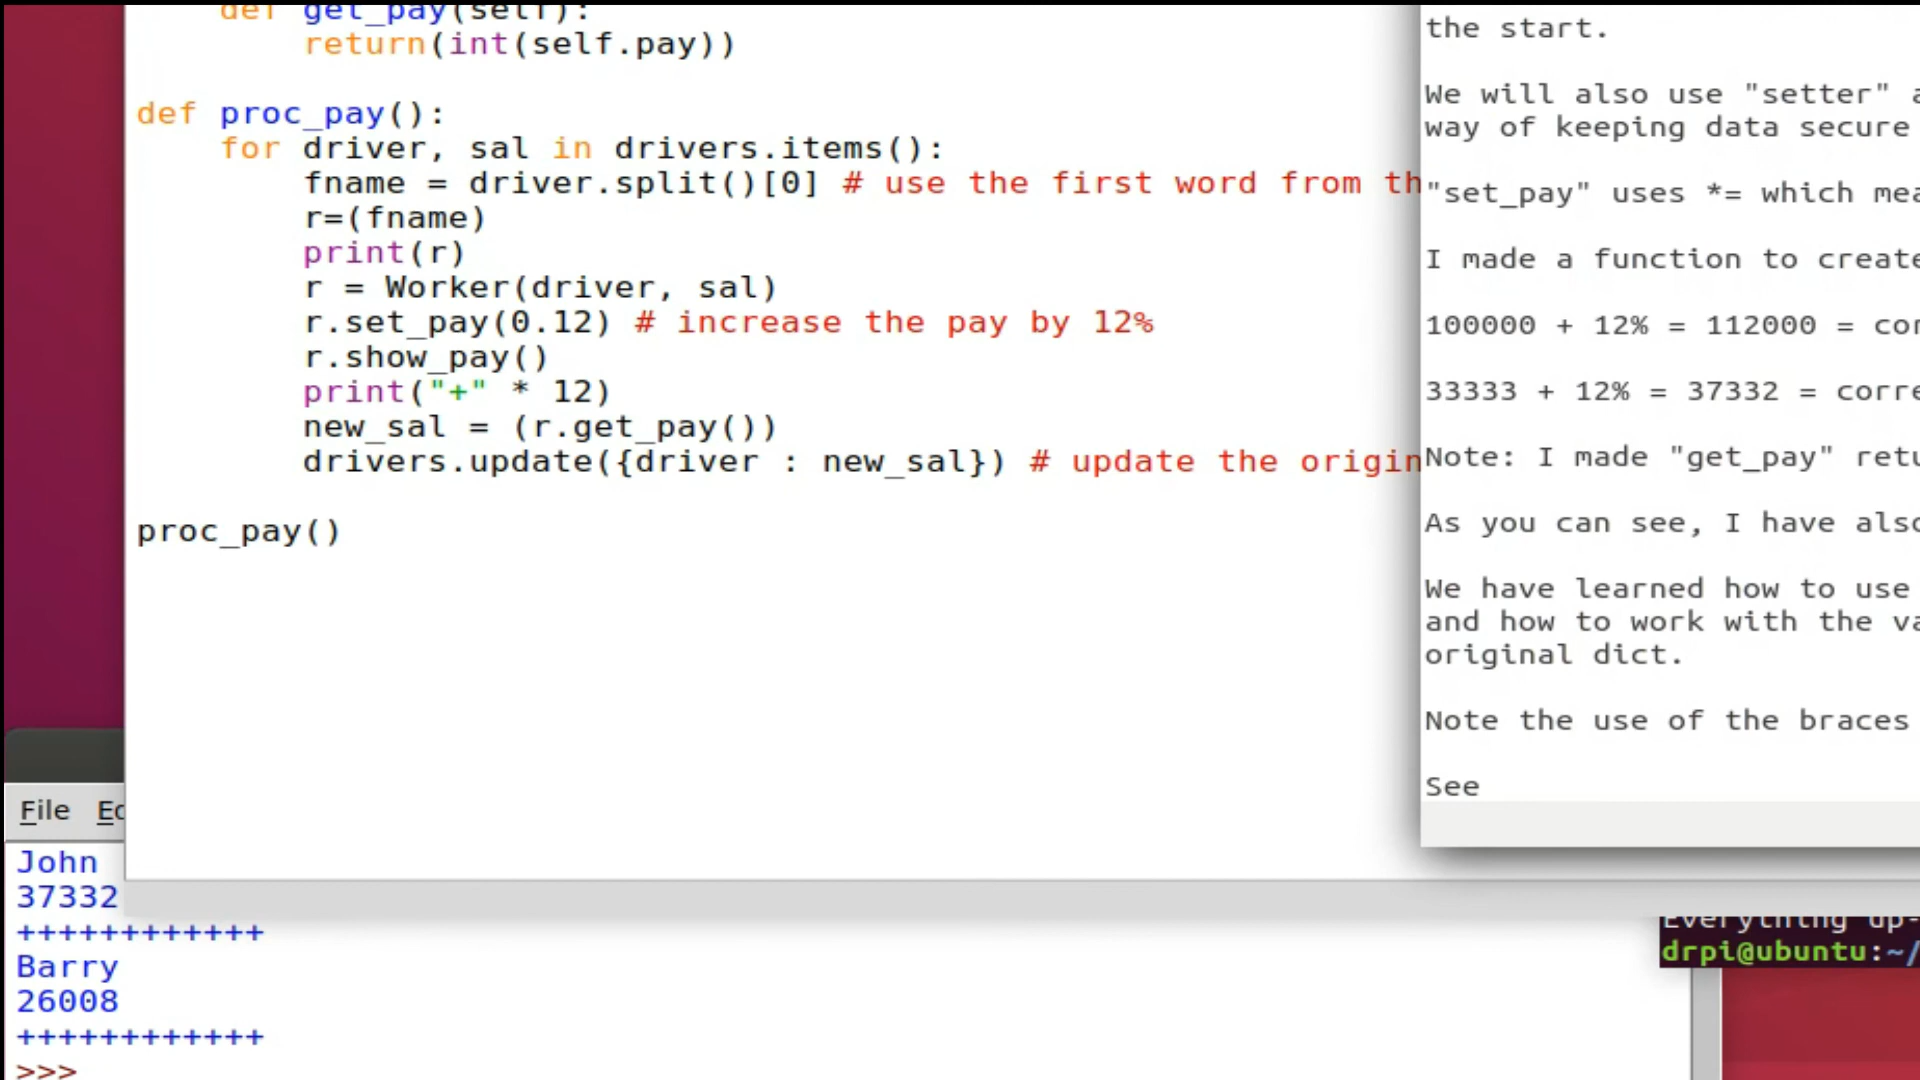 def get_pay(self):
return(int(self.pay))
def proc_pay():
for driver, sal in drivers.items():
fname = driver.split()[0] # use the first word from th
r=(fname)
print(r)
r = Worker(driver, sal)
r.set_pay(0.12) # increase the pay by 12%
r.show_pay()
print("+" * 12)
new_sal = (r.get_pay())
drivers.update({driver : new_sal}) # update the origin
proc_pay()
the start.
We will also use "setter" a
way of keeping data secure
"set_pay" uses *= which mea
I made a function to create
100000 + 12% = 112000 = cor
33333 + 12% = 37332 = corre
Note: I made "get_pay" retu
As you can see, I have also
We have learned how to use
and how to work with the va
original dict.
Note the use of the braces
See
File Ed
John
37332
++++++++++++
Barry
26008
++++++++++++
>>>
Everything up-
drpi@ubuntu:~/